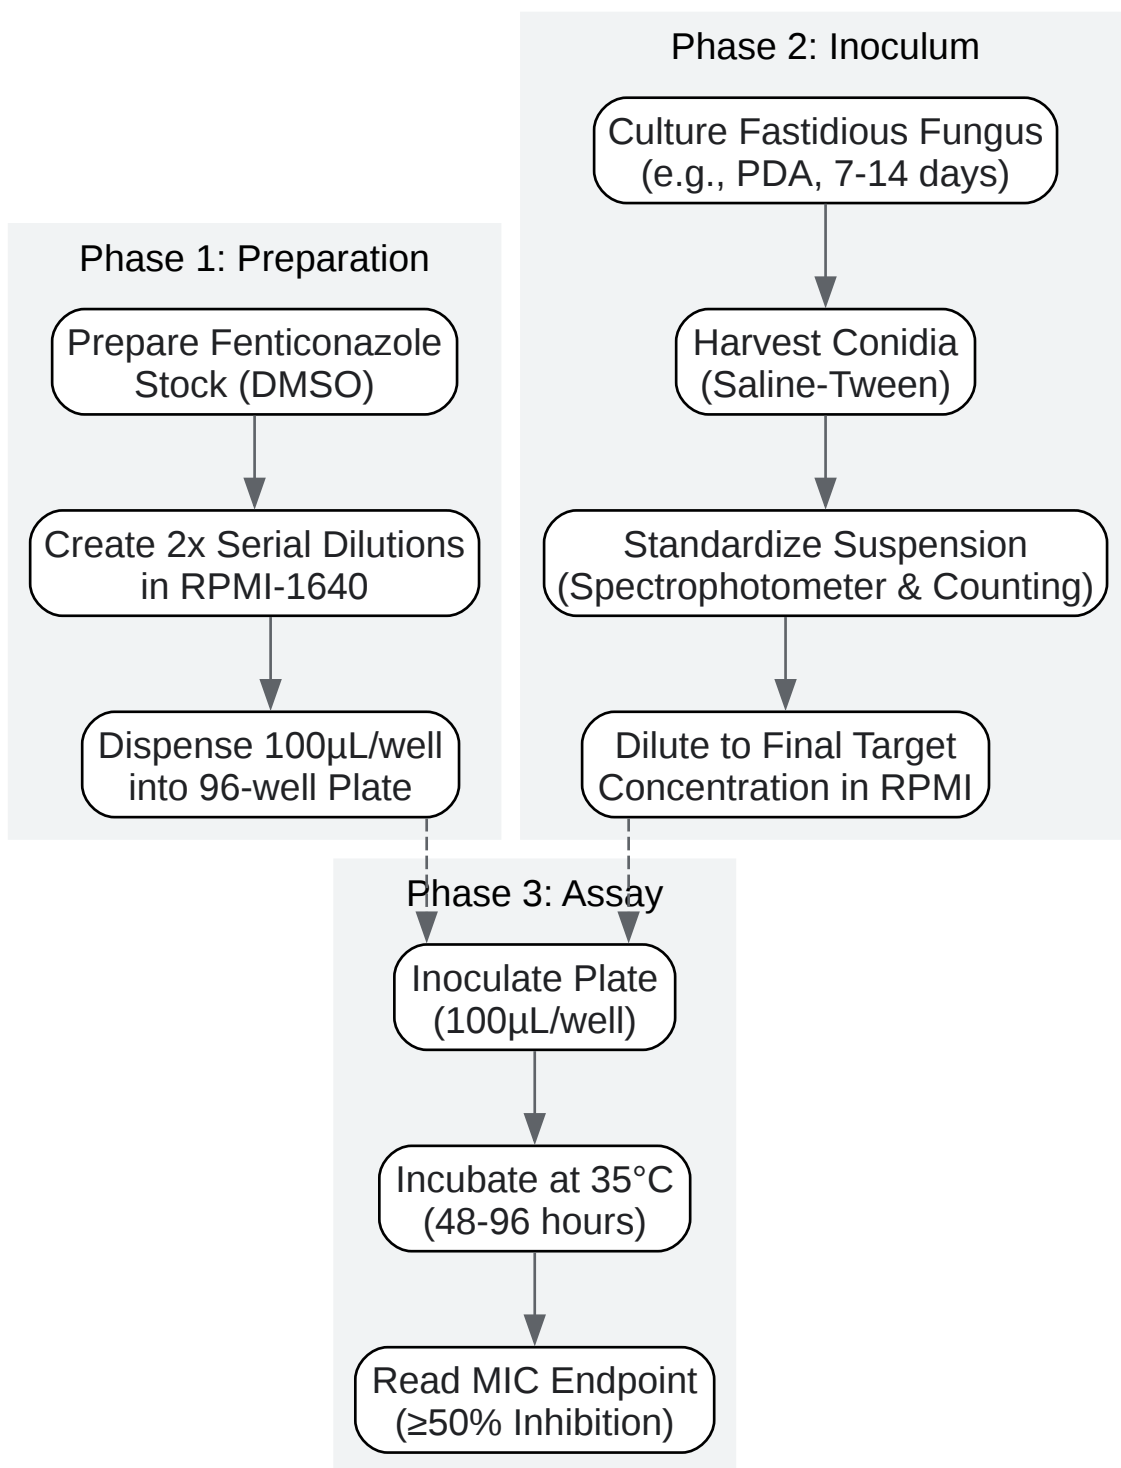 Phase 1: Preparation
Prepare Fenticonazole
Stock (DMSO)
Create 2x Serial Dilutions
in RPMI-1640
Dispense 100µL/well
into 96-well Plate
Phase 2: Inoculum
Culture Fastidious Fungus
(e.g., PDA, 7-14 days)
Harvest Conidia
(Saline-Tween)
Standardize Suspension
(Spectrophotometer & Counting)
Dilute to Final Target
Concentration in RPMI
Phase 3: Assay
Inoculate Plate
(100µL/well)
Incubate at 35°C
(48-96 hours)
Read MIC Endpoint
(≥50% Inhibition)